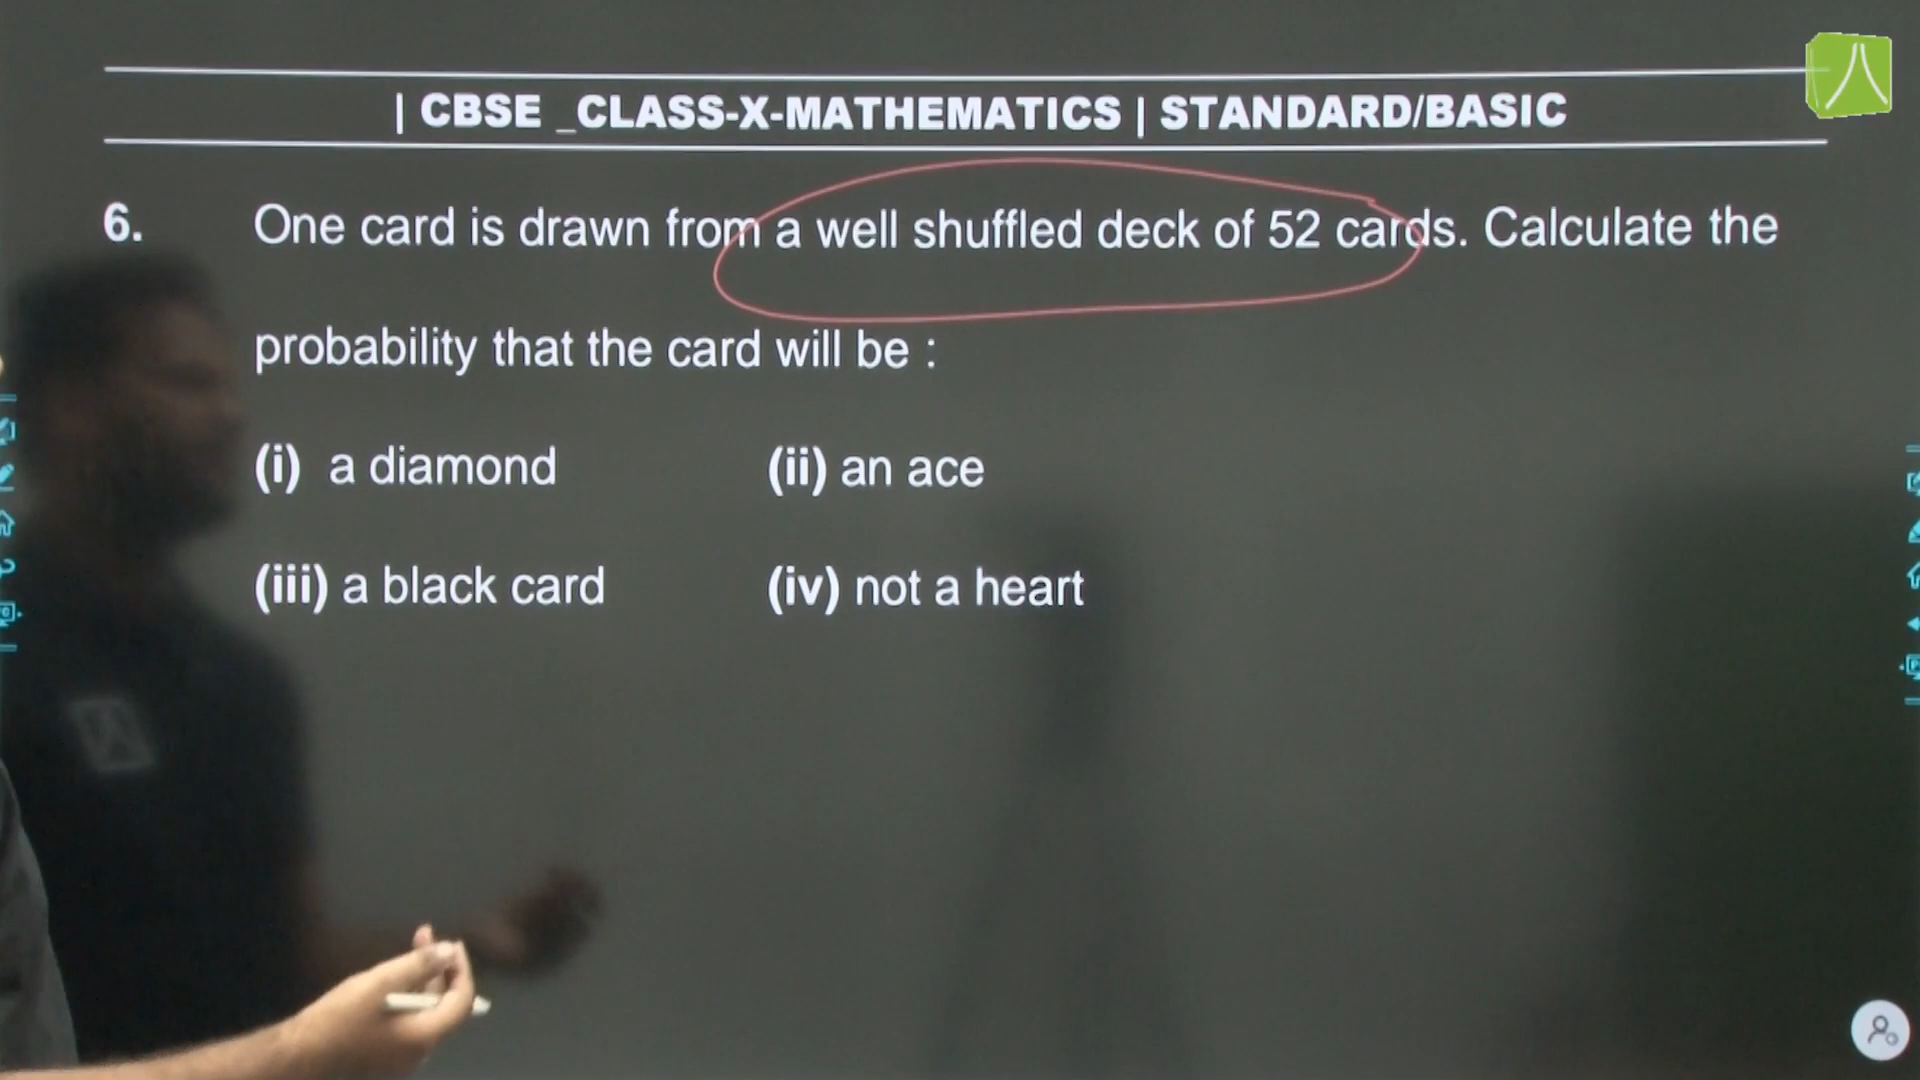 | CBSE _CLASS-X-MATHEMATICS | STANDARD/BASIC
6. One card is drawn from a well shuffled deck of 52 cards. Calculate the
probability that the card will be :
(i) a diamond (ii) an ace
(iii) a black card (iv) not a heart